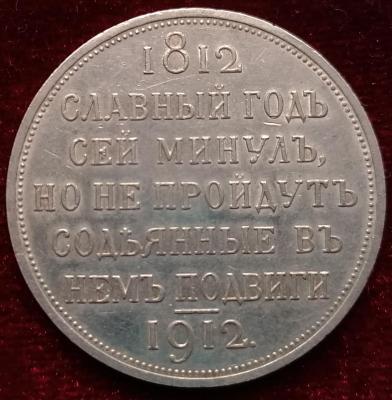 1812
СЛАВНЫЙ ГОДЪ
СЕЙ МИНУЛЪ,
НО НЕ ПРОЙДУТЪ
СОДѢЯННЫЕ ВЪ
НЕМЪ ПОДВИГИ
1912.